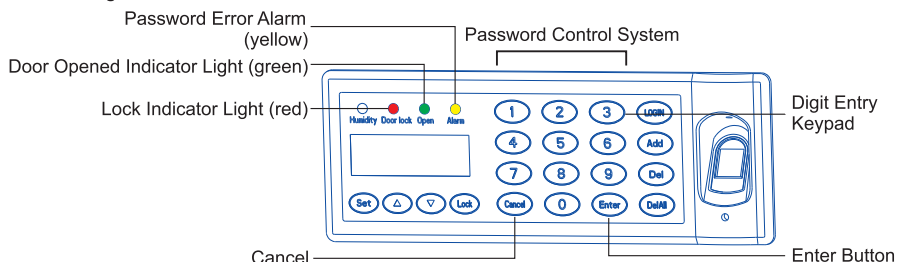 Password Error Alarm
(yellow)
Password Control System
Door Opened Indicator Light (green)
Lock Indicator Light (red)
Digit Entry
Keypad
Humidity Door lock Open Alarm
1 2 3 LOGIN
4 5 6 Add
7 8 9 Del
Set △ ▽ Lock Cancel 0 Enter DelAll
Cancel
Enter Button